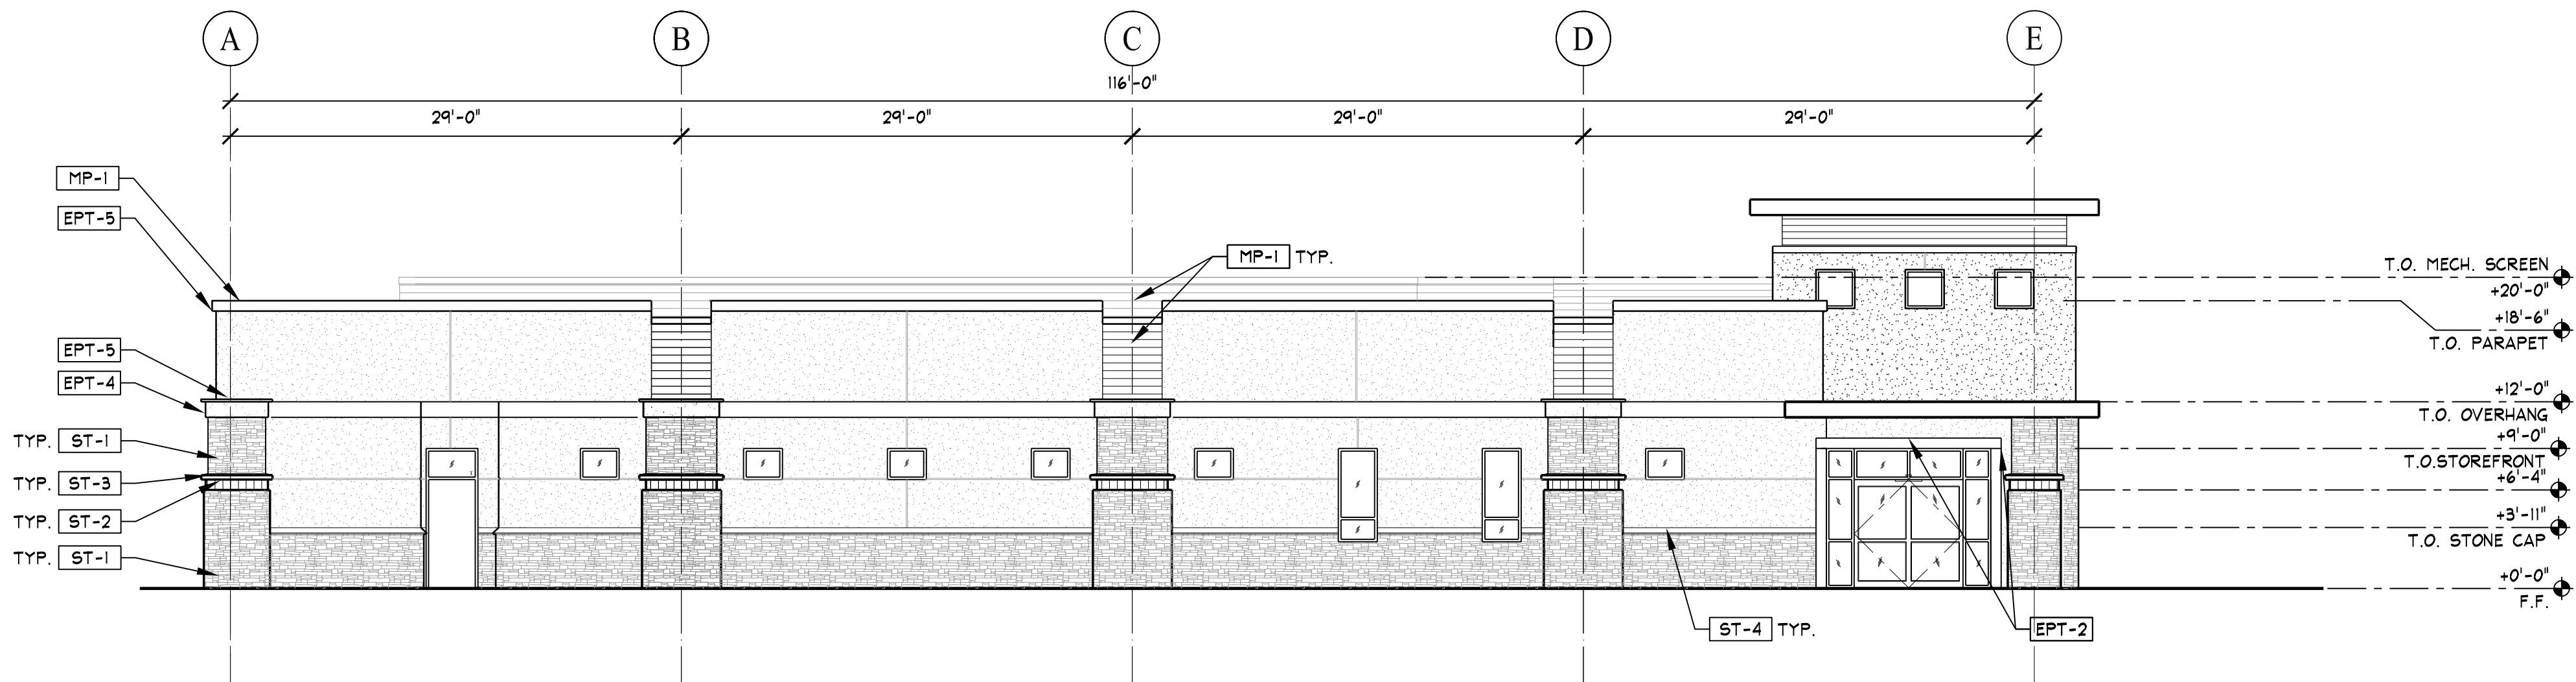 A
B
C
D
E
116'-0"
29'-0"
29'-0"
29'-0"
29'-0"
MP-1
EPT-5
MP-1 TYP.
T.O. MECH. SCREEN
+20'-0"
+18'-6"
T.O. PARAPET
EPT-5
EPT-4
+12'-0"
T.O. OVERHANG
TYP. ST-1
+9'-0"
T.O.STOREFRONT
TYP. ST-3
+6'-4"
TYP. ST-2
+3'-11"
T.O. STONE CAP
TYP. ST-1
+0'-0"
F.F.
ST-4 TYP.
EPT-2
T